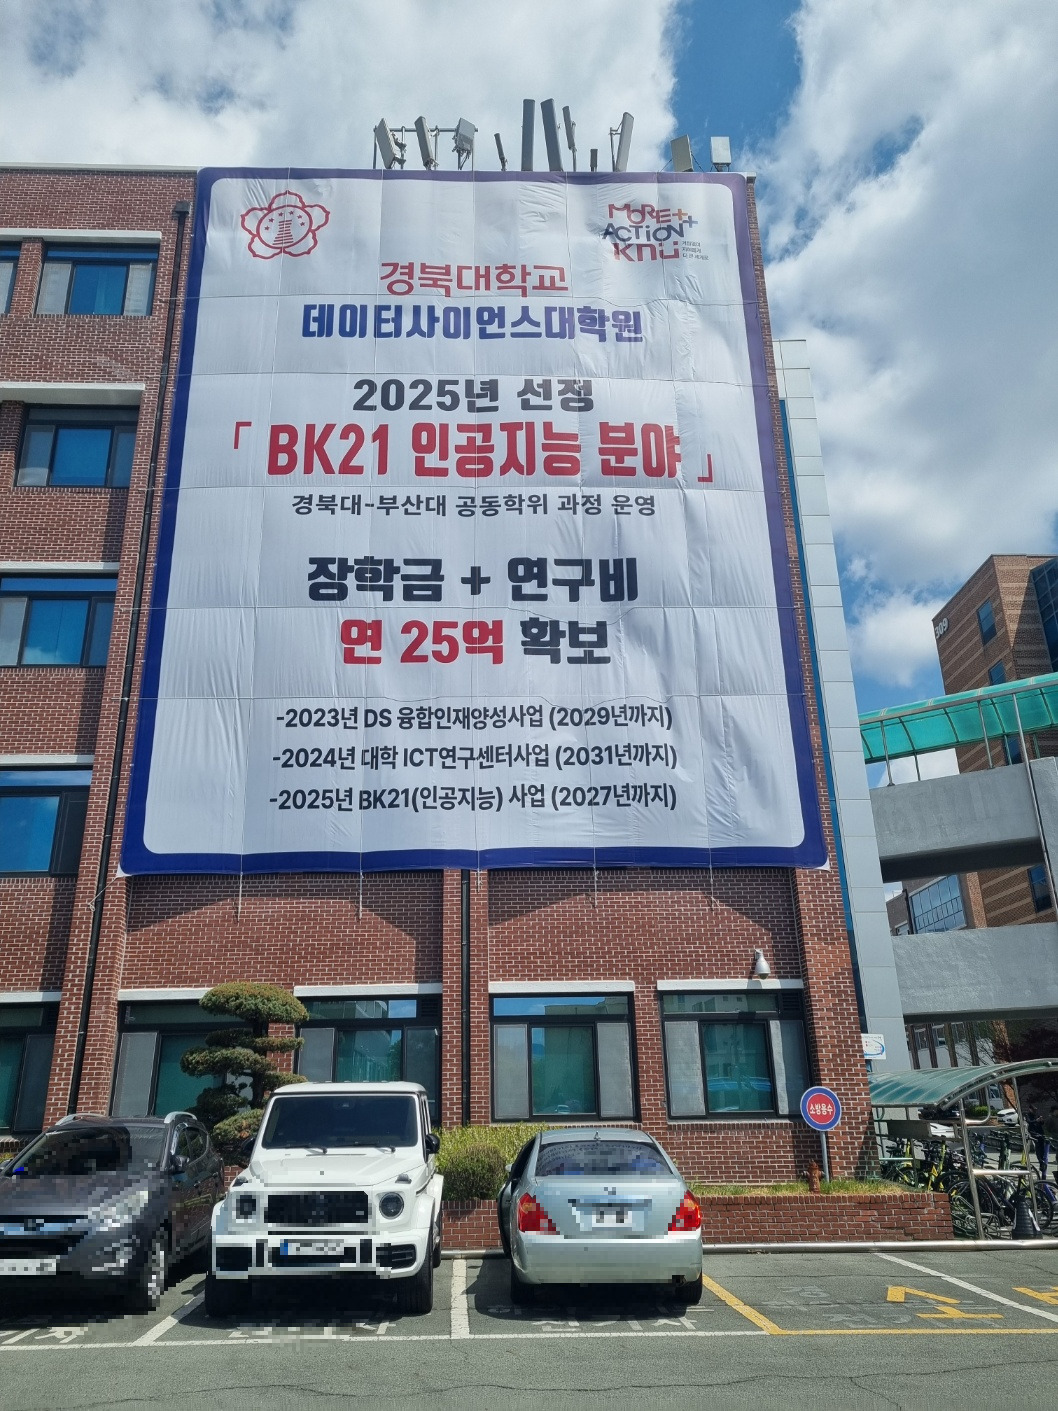 MORE++
ACTION+
KNU
경북대학교
데이터사이언스대학원
2025년 선정
「 BK21 인공지능 분야 」
경북대-부산대 공동학위 과정 운영
장학금 + 연구비
연 25억 확보
-2023년 DS 융합인재양성사업 (2029년까지)
-2024년 대학 ICT연구센터사업 (2031년까지)
-2025년 BK21(인공지능) 사업 (2027년까지)
309
소방용수